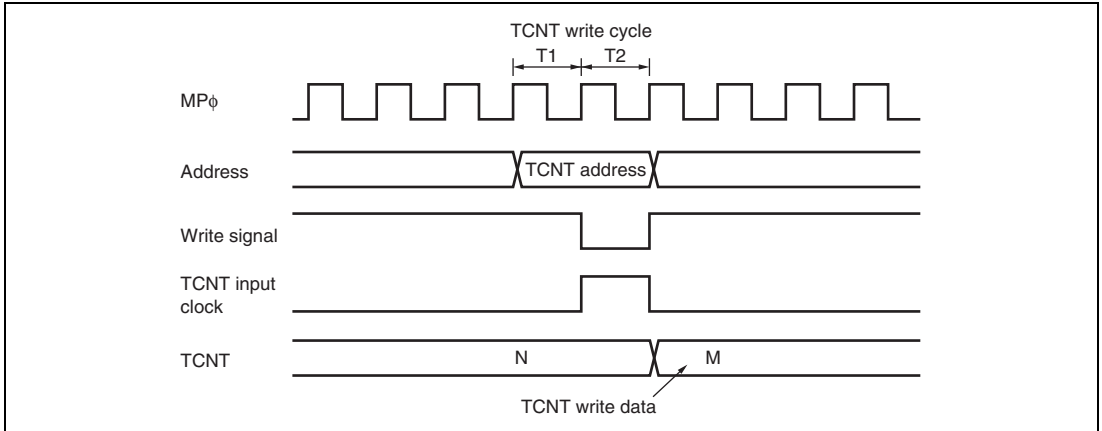 TCNT write cycle
T1 T2
MPϕ
Address
TCNT address
Write signal
TCNT input
clock
TCNT
N M
TCNT write data